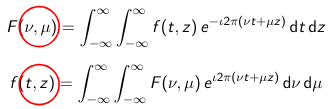 F(ν, μ) = ∫_{-∞}^{∞} ∫_{-∞}^{∞} f(t, z) e^{-ι2π(νt+μz)} dt dz
f(t, z) = ∫_{-∞}^{∞} ∫_{-∞}^{∞} F(ν, μ) e^{ι2π(νt+μz)} dν dμ